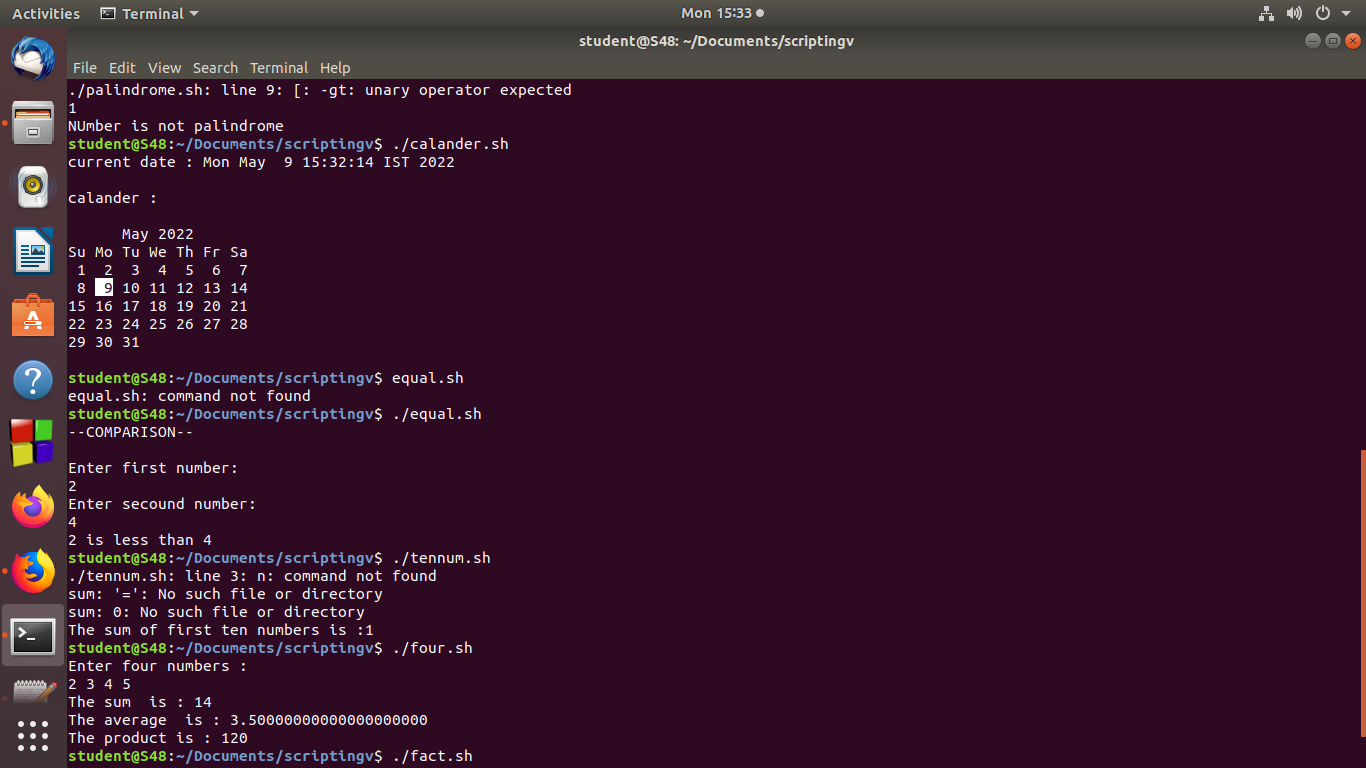 Activities Terminal Mon 15:33
student@S48: ~/Documents/scriptingv
File Edit View Search Terminal Help
./palindrome.sh: line 9: [: -gt: unary operator expected
1
NUmber is not palindrome
student@S48:~/Documents/scriptingv$ ./calander.sh
current date : Mon May  9 15:32:14 IST 2022
calander :
May 2022
Su Mo Tu We Th Fr Sa
 1  2  3  4  5  6  7
 8  9 10 11 12 13 14
15 16 17 18 19 20 21
22 23 24 25 26 27 28
29 30 31
student@S48:~/Documents/scriptingv$ equal.sh
equal.sh: command not found
student@S48:~/Documents/scriptingv$ ./equal.sh
--COMPARISON--
Enter first number:
2
Enter secound number:
4
2 is less than 4
student@S48:~/Documents/scriptingv$ ./tennum.sh
./tennum.sh: line 3: n: command not found
sum: '=': No such file or directory
sum: 0: No such file or directory
The sum of first ten numbers is :1
student@S48:~/Documents/scriptingv$ ./four.sh
Enter four numbers :
2 3 4 5
The sum  is : 14
The average  is : 3.50000000000000000000
The product is : 120
student@S48:~/Documents/scriptingv$ ./fact.sh